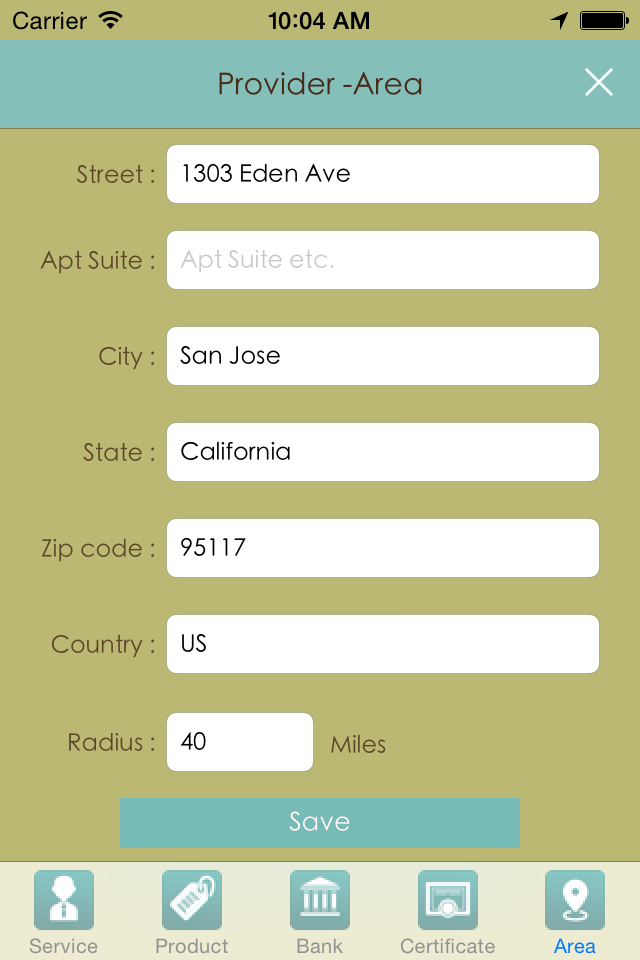 Carrier 10:04 AM
Provider -Area
Street : 1303 Eden Ave
Apt Suite : Apt Suite etc.
City : San Jose
State : California
Zip code : 95117
Country : US
Radius : 40 Miles
Save
Service Product Bank Certificate Area